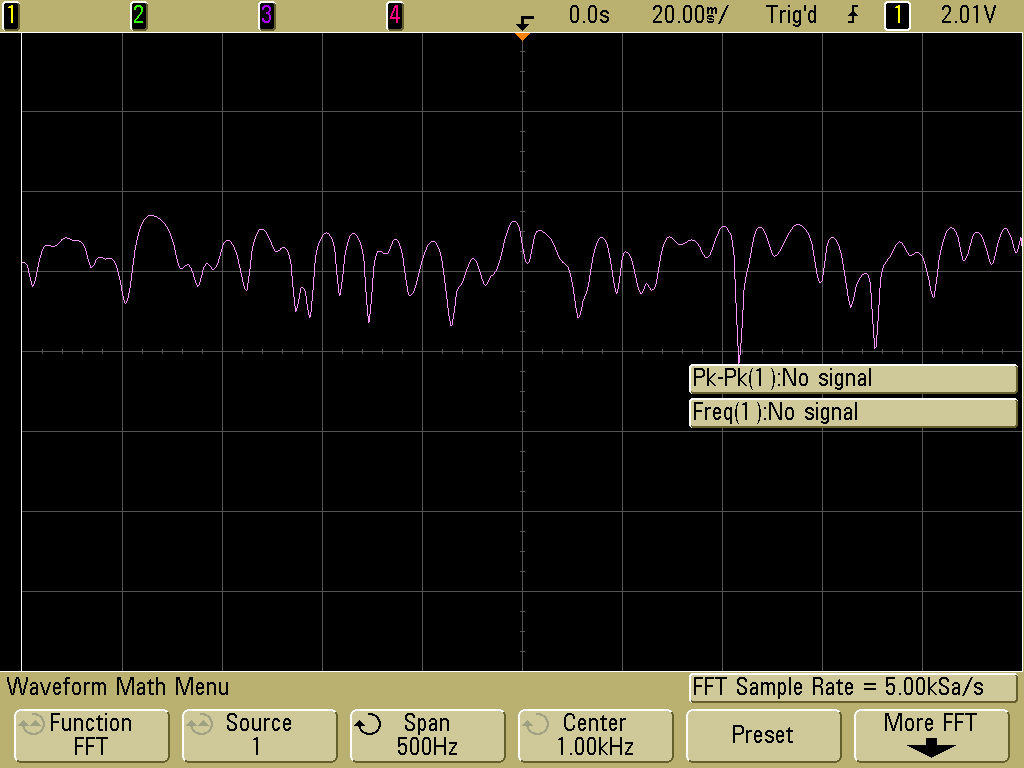 1 2 3 4 0.0s 20.00ms/ Trig'd 1 2.01V
Pk-Pk(1):No signal
Freq(1):No signal
Waveform Math Menu FFT Sample Rate = 5.00kSa/s
Function Source Span Center Preset More FFT
FFT 1 500Hz 1.00kHz